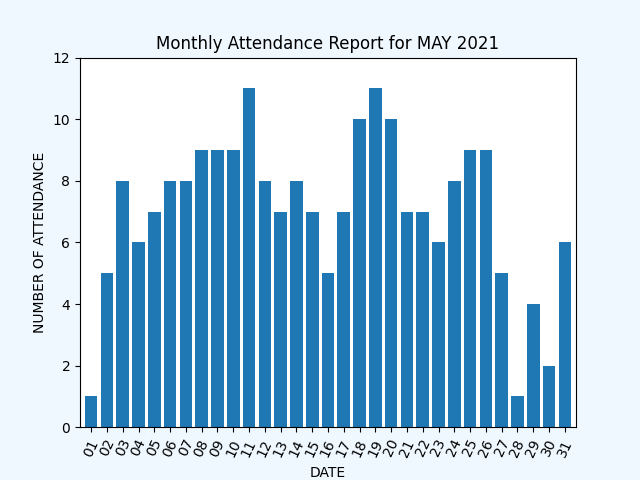 Monthly Attendance Report for MAY 2021
NUMBER OF ATTENDANCE
12
10
8
6
4
2
0
01 02 03 04 05 06 07 08 09 10 11 12 13 14 15 16 17 18 19 20 21 22 23 24 25 26 27 28 29 30 31
DATE